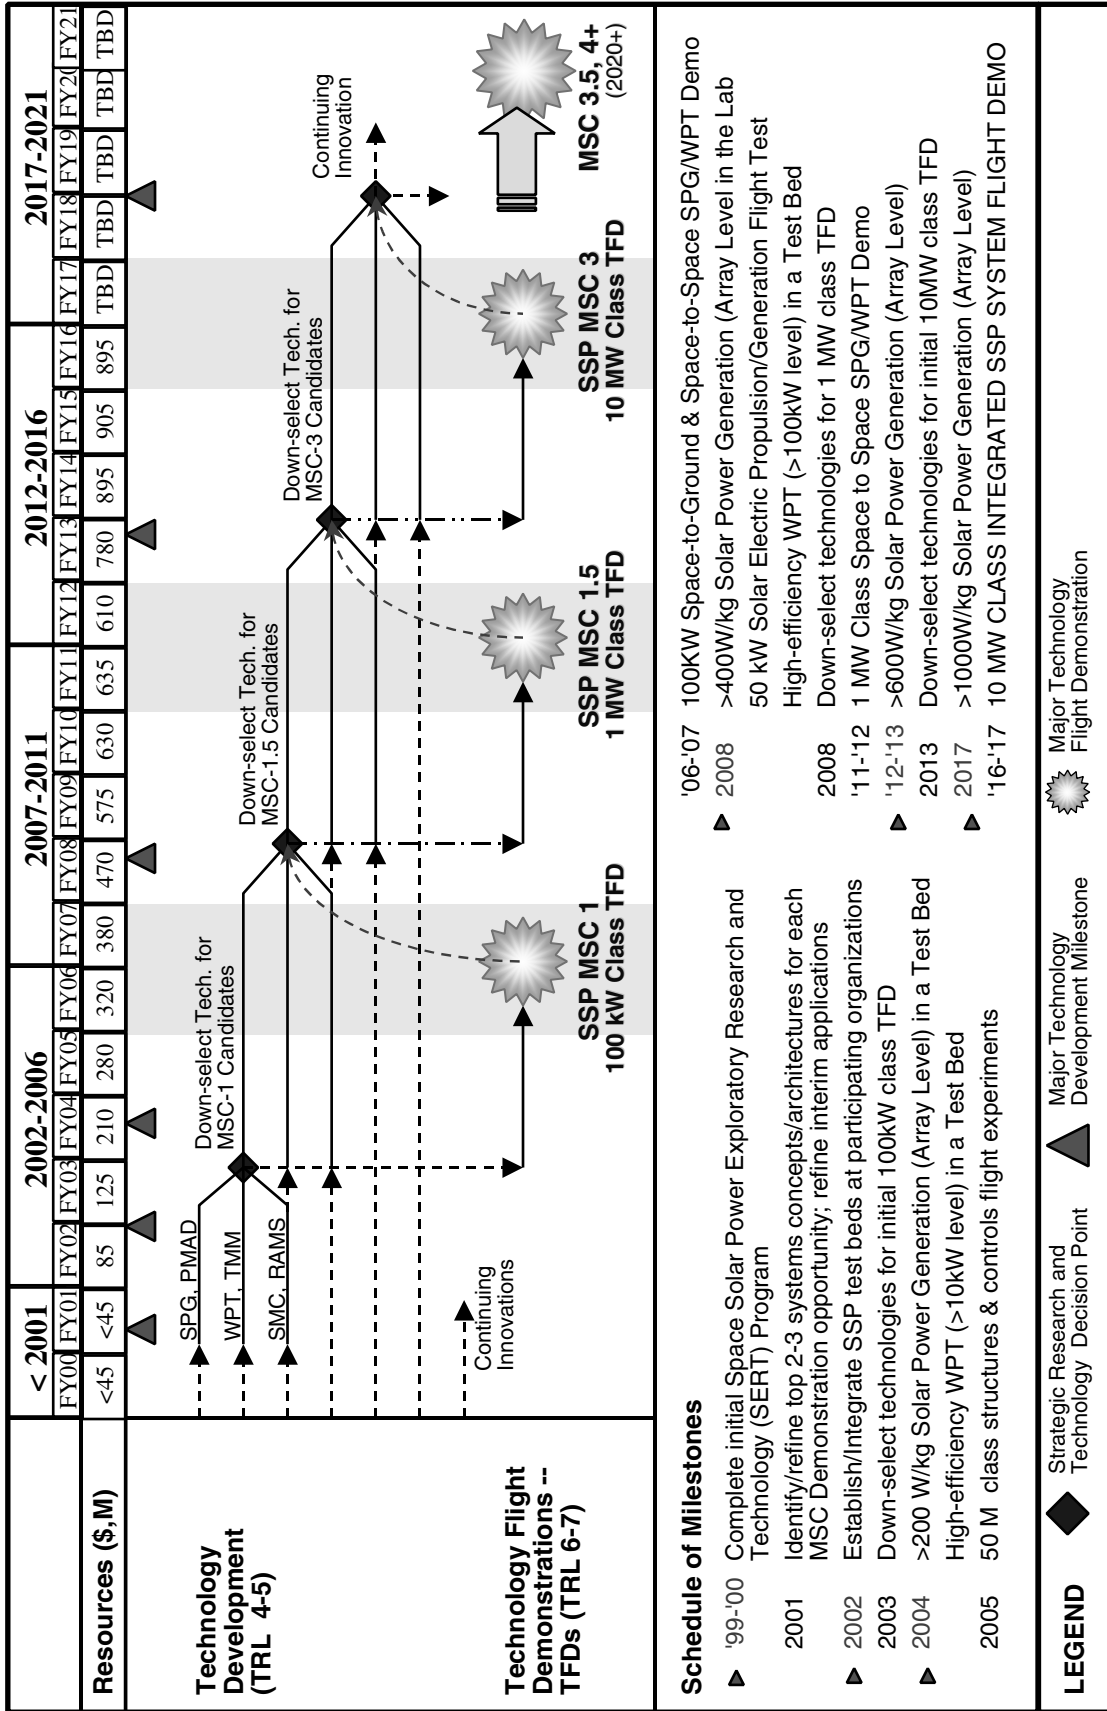 < 2001 2002-2006 2007-2011 2012-2016 2017-2021
FY00 FY01 FY02 FY03 FY04 FY05 FY06 FY07 FY08 FY09 FY10 FY11 FY12 FY13 FY14 FY15 FY16 FY17 FY18 FY19 FY20 FY21
Resources ($,M) <45 <45 85 125 210 280 320 380 470 575 630 635 610 780 895 905 895 TBD TBD TBD TBD TBD
Technology
Development
(TRL 4-5)
SPG, PMAD
WPT, TMM
SMC, RAMS
Down-select Tech. for
MSC-1 Candidates
Down-select Tech. for
MSC-1.5 Candidates
Down-select Tech. for
MSC-3 Candidates
Continuing
Innovation
Continuing
Innovations
Technology Flight
Demonstrations --
TFDs (TRL 6-7)
SSP MSC 1
100 kW Class TFD
SSP MSC 1.5
1 MW Class TFD
SSP MSC 3
10 MW Class TFD
MSC 3.5, 4+
(2020+)
Schedule of Milestones
'99-'00 Complete initial Space Solar Power Exploratory Research and
Technology (SERT) Program
2001 Identify/refine top 2-3 systems concepts/architectures for each
MSC Demonstration opportunity; refine interim applications
2002 Establish/Integrate SSP test beds at participating organizations
2003 Down-select technologies for initial 100kW class TFD
2004 >200 W/kg Solar Power Generation (Array Level) in a Test Bed
High-efficiency WPT (>10kW level) in a Test Bed
2005 50 M class structures & controls flight experiments
'06-'07 100KW Space-to-Ground & Space-to-Space SPG/WPT Demo
2008 >400W/kg Solar Power Generation (Array Level in the Lab
50 kW Solar Electric Propulsion/Generation Flight Test
High-efficiency WPT (>100kW level) in a Test Bed
2008 Down-select technologies for 1 MW class TFD
'11-'12 1 MW Class Space to Space SPG/WPT Demo
'12-'13 >600W/kg Solar Power Generation (Array Level)
2013 Down-select technologies for initial 10MW class TFD
2017 >1000W/kg Solar Power Generation (Array Level)
'16-'17 10 MW CLASS INTEGRATED SSP SYSTEM FLIGHT DEMO
LEGEND
Strategic Research and
Technology Decision Point
Major Technology
Development Milestone
Major Technology
Flight Demonstration